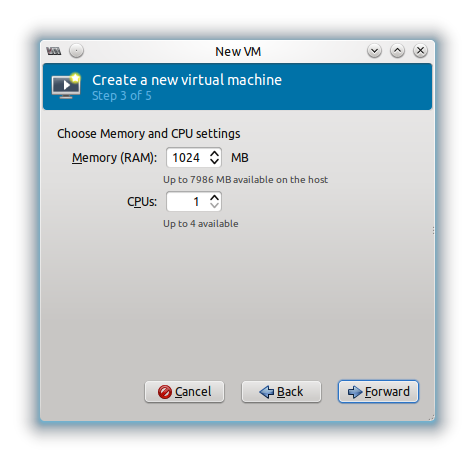 New VM
Create a new virtual machine
Step 3 of 5
Choose Memory and CPU settings
Memory (RAM): 1024 MB
Up to 7986 MB available on the host
CPUs: 1
Up to 4 available
Cancel Back Forward